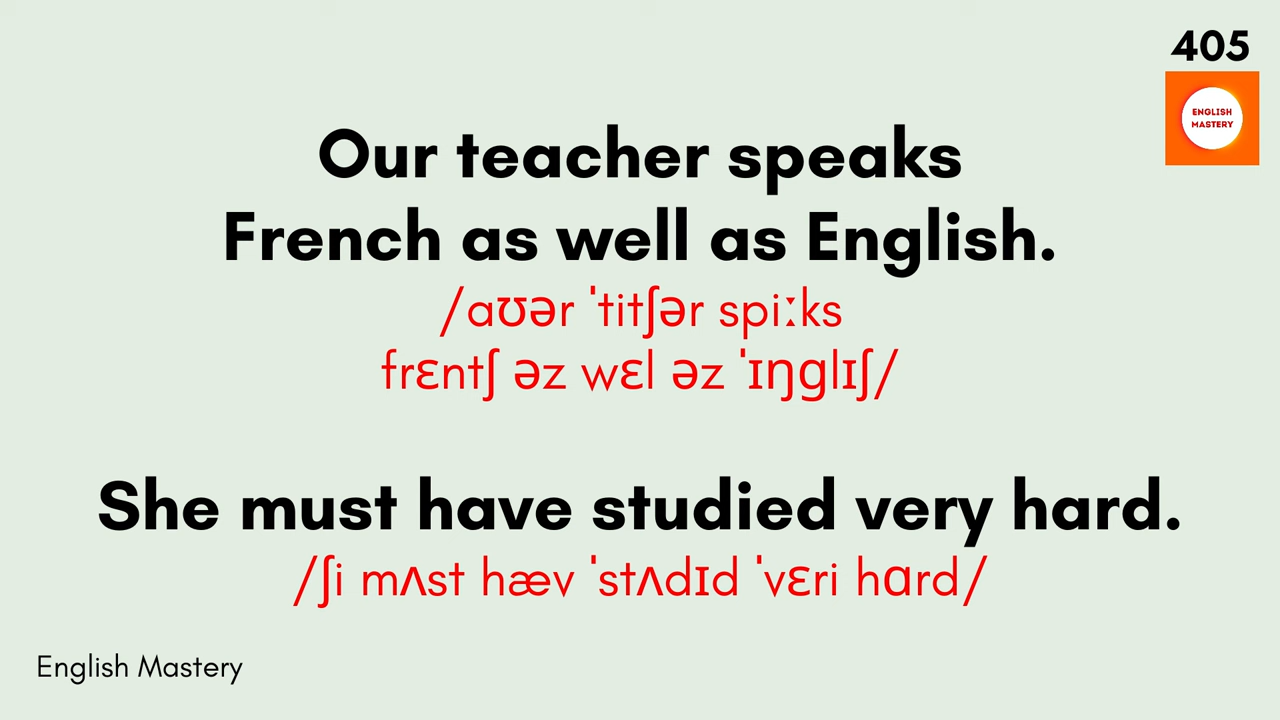 405
ENGLISH
MASTERY
Our teacher speaks
French as well as English.
/aʊər ˈtitʃər spiːks
frɛntʃ əz wɛl əz ˈɪŋɡlɪʃ/
She must have studied very hard.
/ʃi mʌst hæv ˈstʌdɪd ˈvɛri hɑrd/
English Mastery